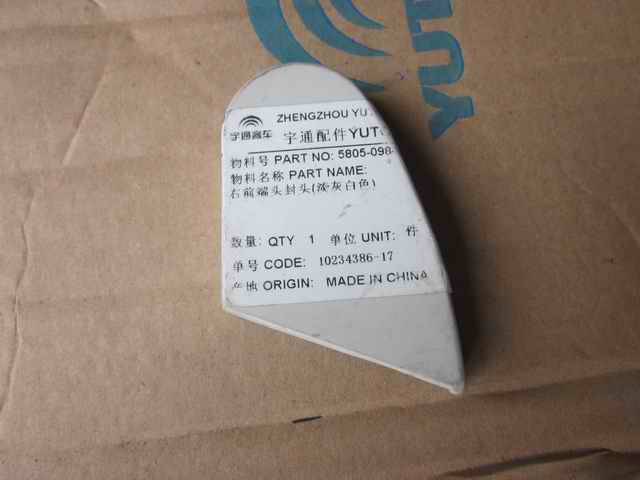 ZHENGZHOU YU
宇通客车
宇通配件YUT
物料号 PART NO: 5805-098
物料名称 PART NAME:
右前端头封头(淡灰白色)
数量: QTY 1 单位 UNIT: 件
单号 CODE: 10234386-17
产地 ORIGIN: MADE IN CHINA
YUT